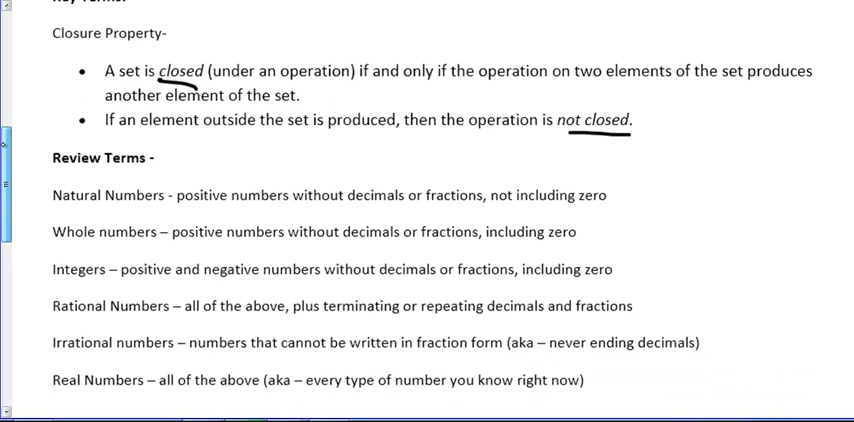 Key Terms:
Closure Property-
• A set is closed (under an operation) if and only if the operation on two elements of the set produces
another element of the set.
• If an element outside the set is produced, then the operation is not closed.
Review Terms -
Natural Numbers - positive numbers without decimals or fractions, not including zero
Whole numbers – positive numbers without decimals or fractions, including zero
Integers – positive and negative numbers without decimals or fractions, including zero
Rational Numbers – all of the above, plus terminating or repeating decimals and fractions
Irrational numbers – numbers that cannot be written in fraction form (aka – never ending decimals)
Real Numbers – all of the above (aka – every type of number you know right now)